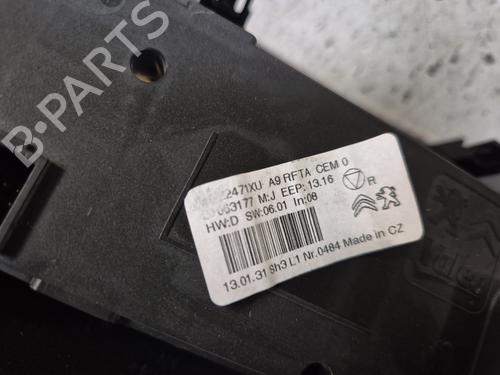 B-PARTS
2471XU A9 RFTA CEM 0
063177 M:J EEP:13.16 R
HW:D SW:06.01 In:08
13.01.31 Sh3 L1 Nr.0484 Made in CZ